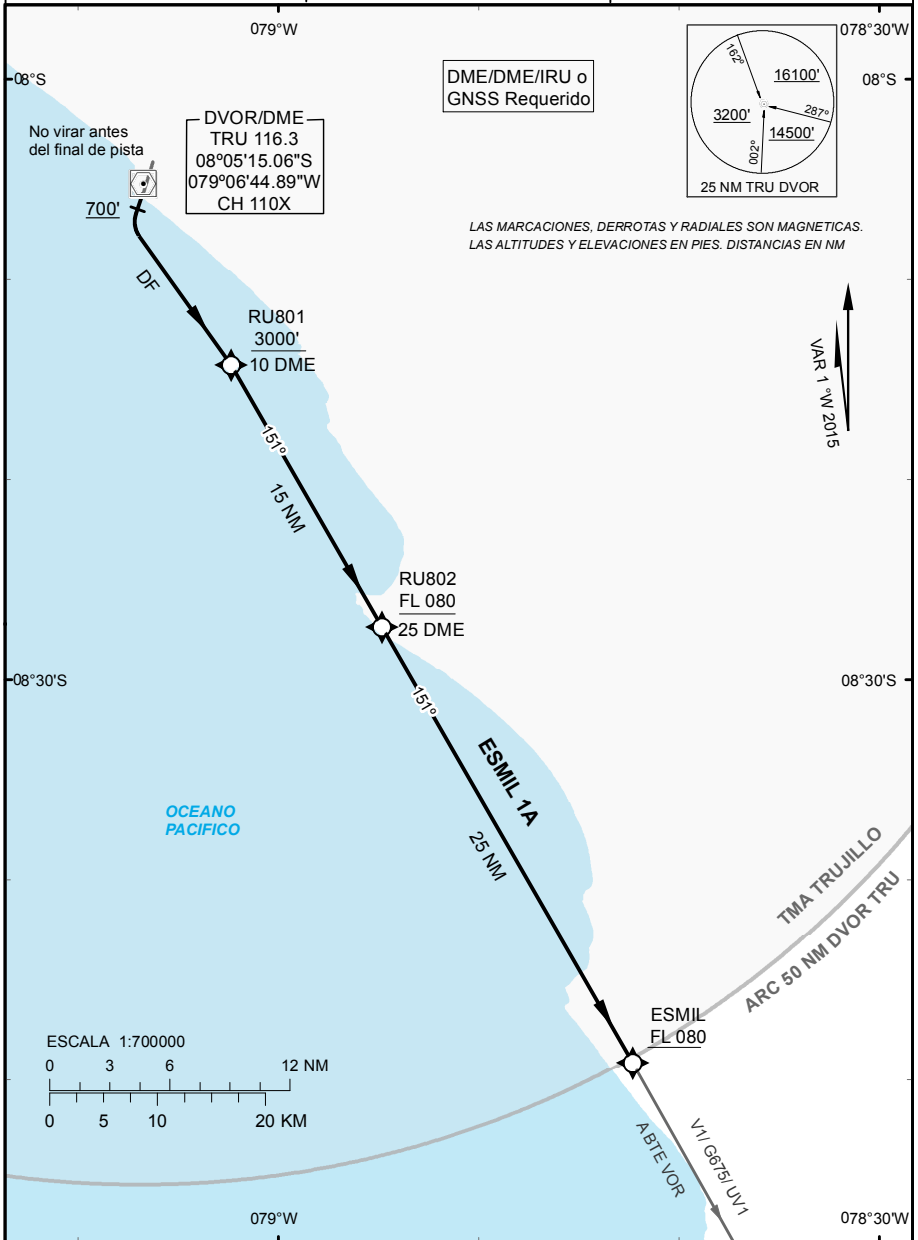 079°W
078°30'W
08°S
08°S
DME/DME/IRU o
GNSS Requerido
162°
16100'
3200'
287°
14500'
002°
25 NM TRU DVOR
No virar antes
del final de pista
DVOR/DME
TRU 116.3
08º05'15.06"S
079º06'44.89"W
CH 110X
700'
LAS MARCACIONES, DERROTAS Y RADIALES SON MAGNETICAS.
LAS ALTITUDES Y ELEVACIONES EN PIES. DISTANCIAS EN NM
DF
RU801
3000'
10 DME
VAR 1 °W 2015
151º
15 NM
RU802
FL 080
25 DME
08°30'S
08°30'S
151º
ESMIL 1A
25 NM
OCEANO
PACIFICO
TMA TRUJILLO
ARC 50 NM DVOR TRU
ESMIL
FL 080
ESCALA 1:700000
0 3 6 12 NM
0 5 10 20 KM
A BTE VOR
V1/ G675/ UV1
079°W
078°30'W